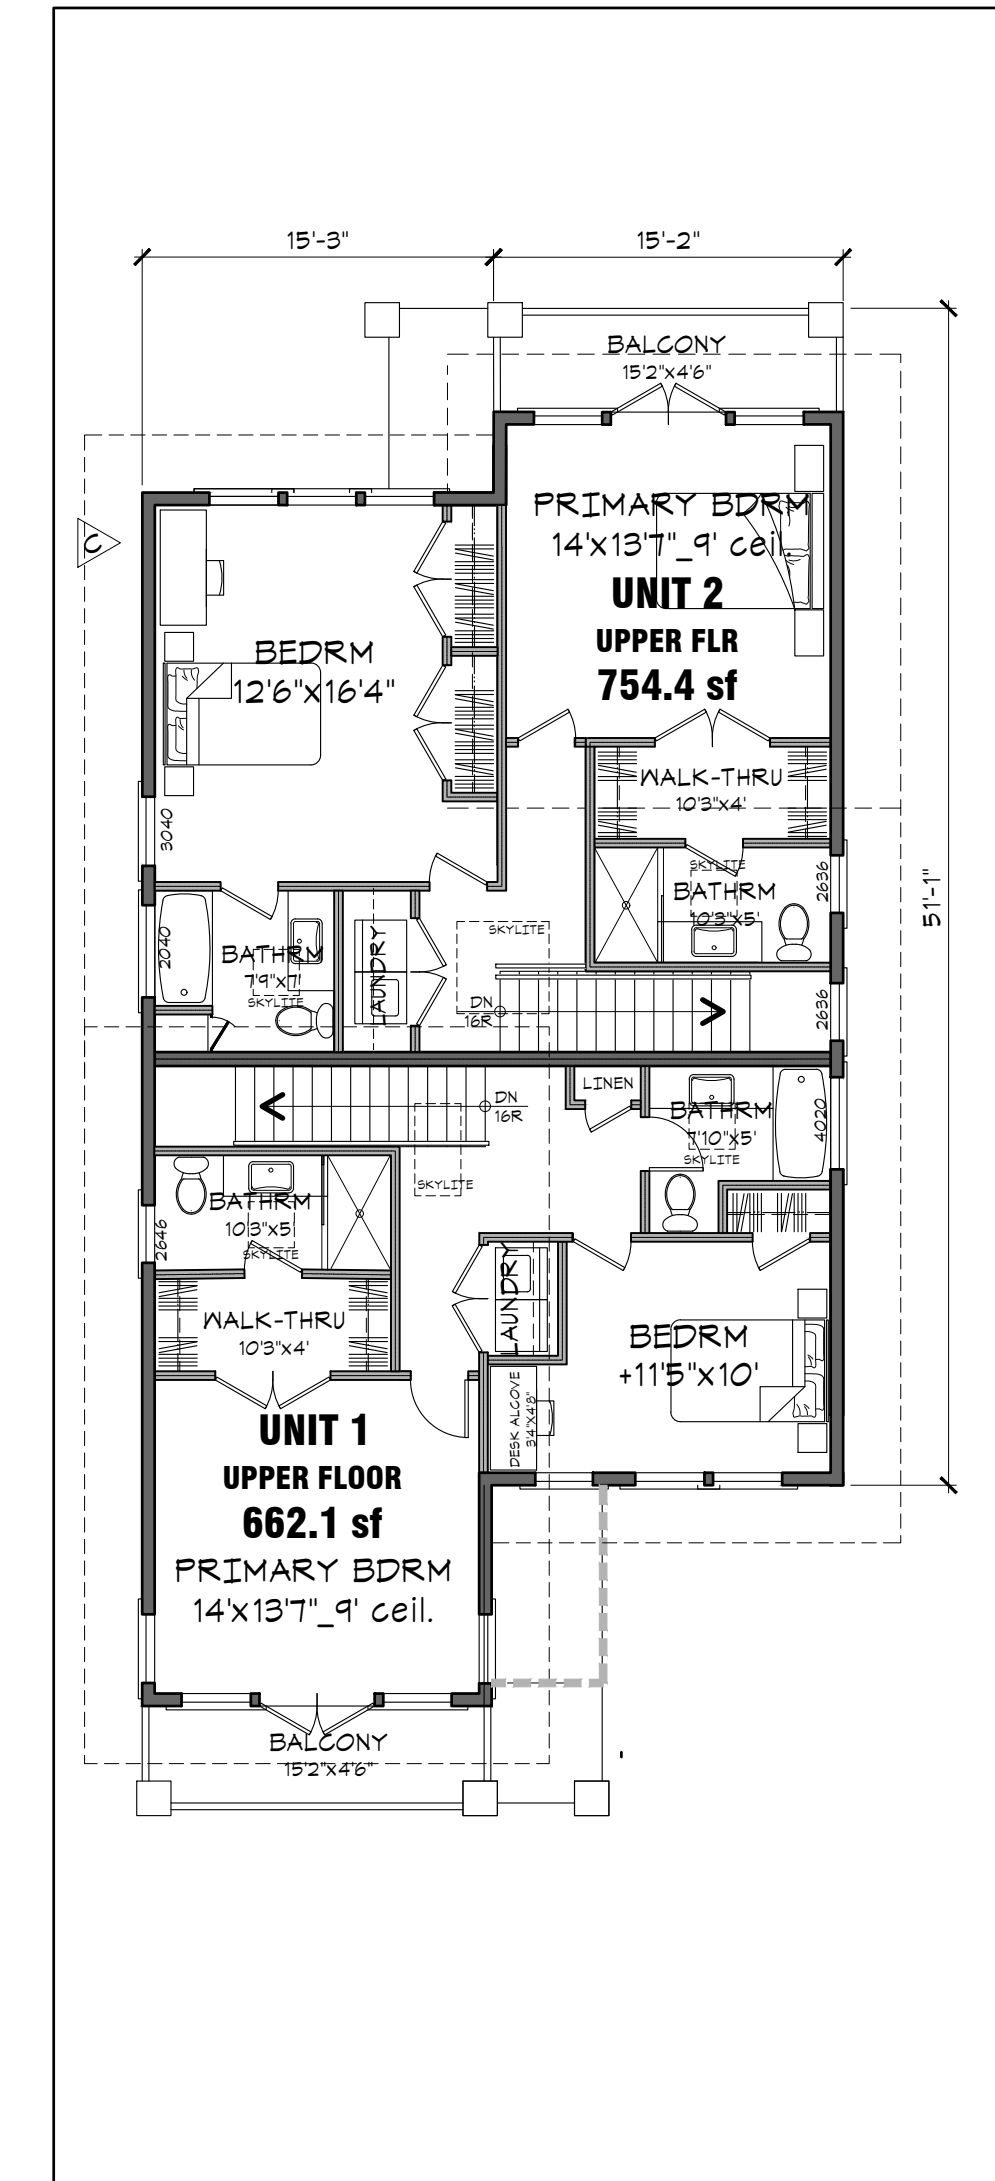 15'-3"
15'-2"
BALCONY
15'2"x4'6"
51'-1"
C
PRIMARY BDRM
14'x13'7"_9' ceil.
UNIT 2
UPPER FLR
754.4 sf
BEDRM
12'6"x16'4"
WALK-THRU
10'3"x4'
3040
SKYLITE
BATHRM
10'3"x5'
2636
2040
BATHRM
7'9"x7'
SKYLITE
LAUNDRY
SKYLITE
DN
16R
2636
DN
16R
LINEN
BATHRM
7'10"x5'
SKYLITE
4020
SKYLITE
BATHRM
10'3"x5'
SKYLITE
2646
WALK-THRU
10'3"x4'
LAUNDRY
BEDRM
+11'5"x10'
DESK ALCOVE
3'4"x4'8"
UNIT 1
UPPER FLOOR
662.1 sf
PRIMARY BDRM
14'x13'7"_9' ceil.
BALCONY
15'2"x4'6"